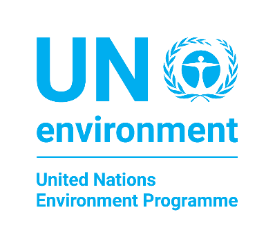 UN
environment
United Nations
Environment Programme